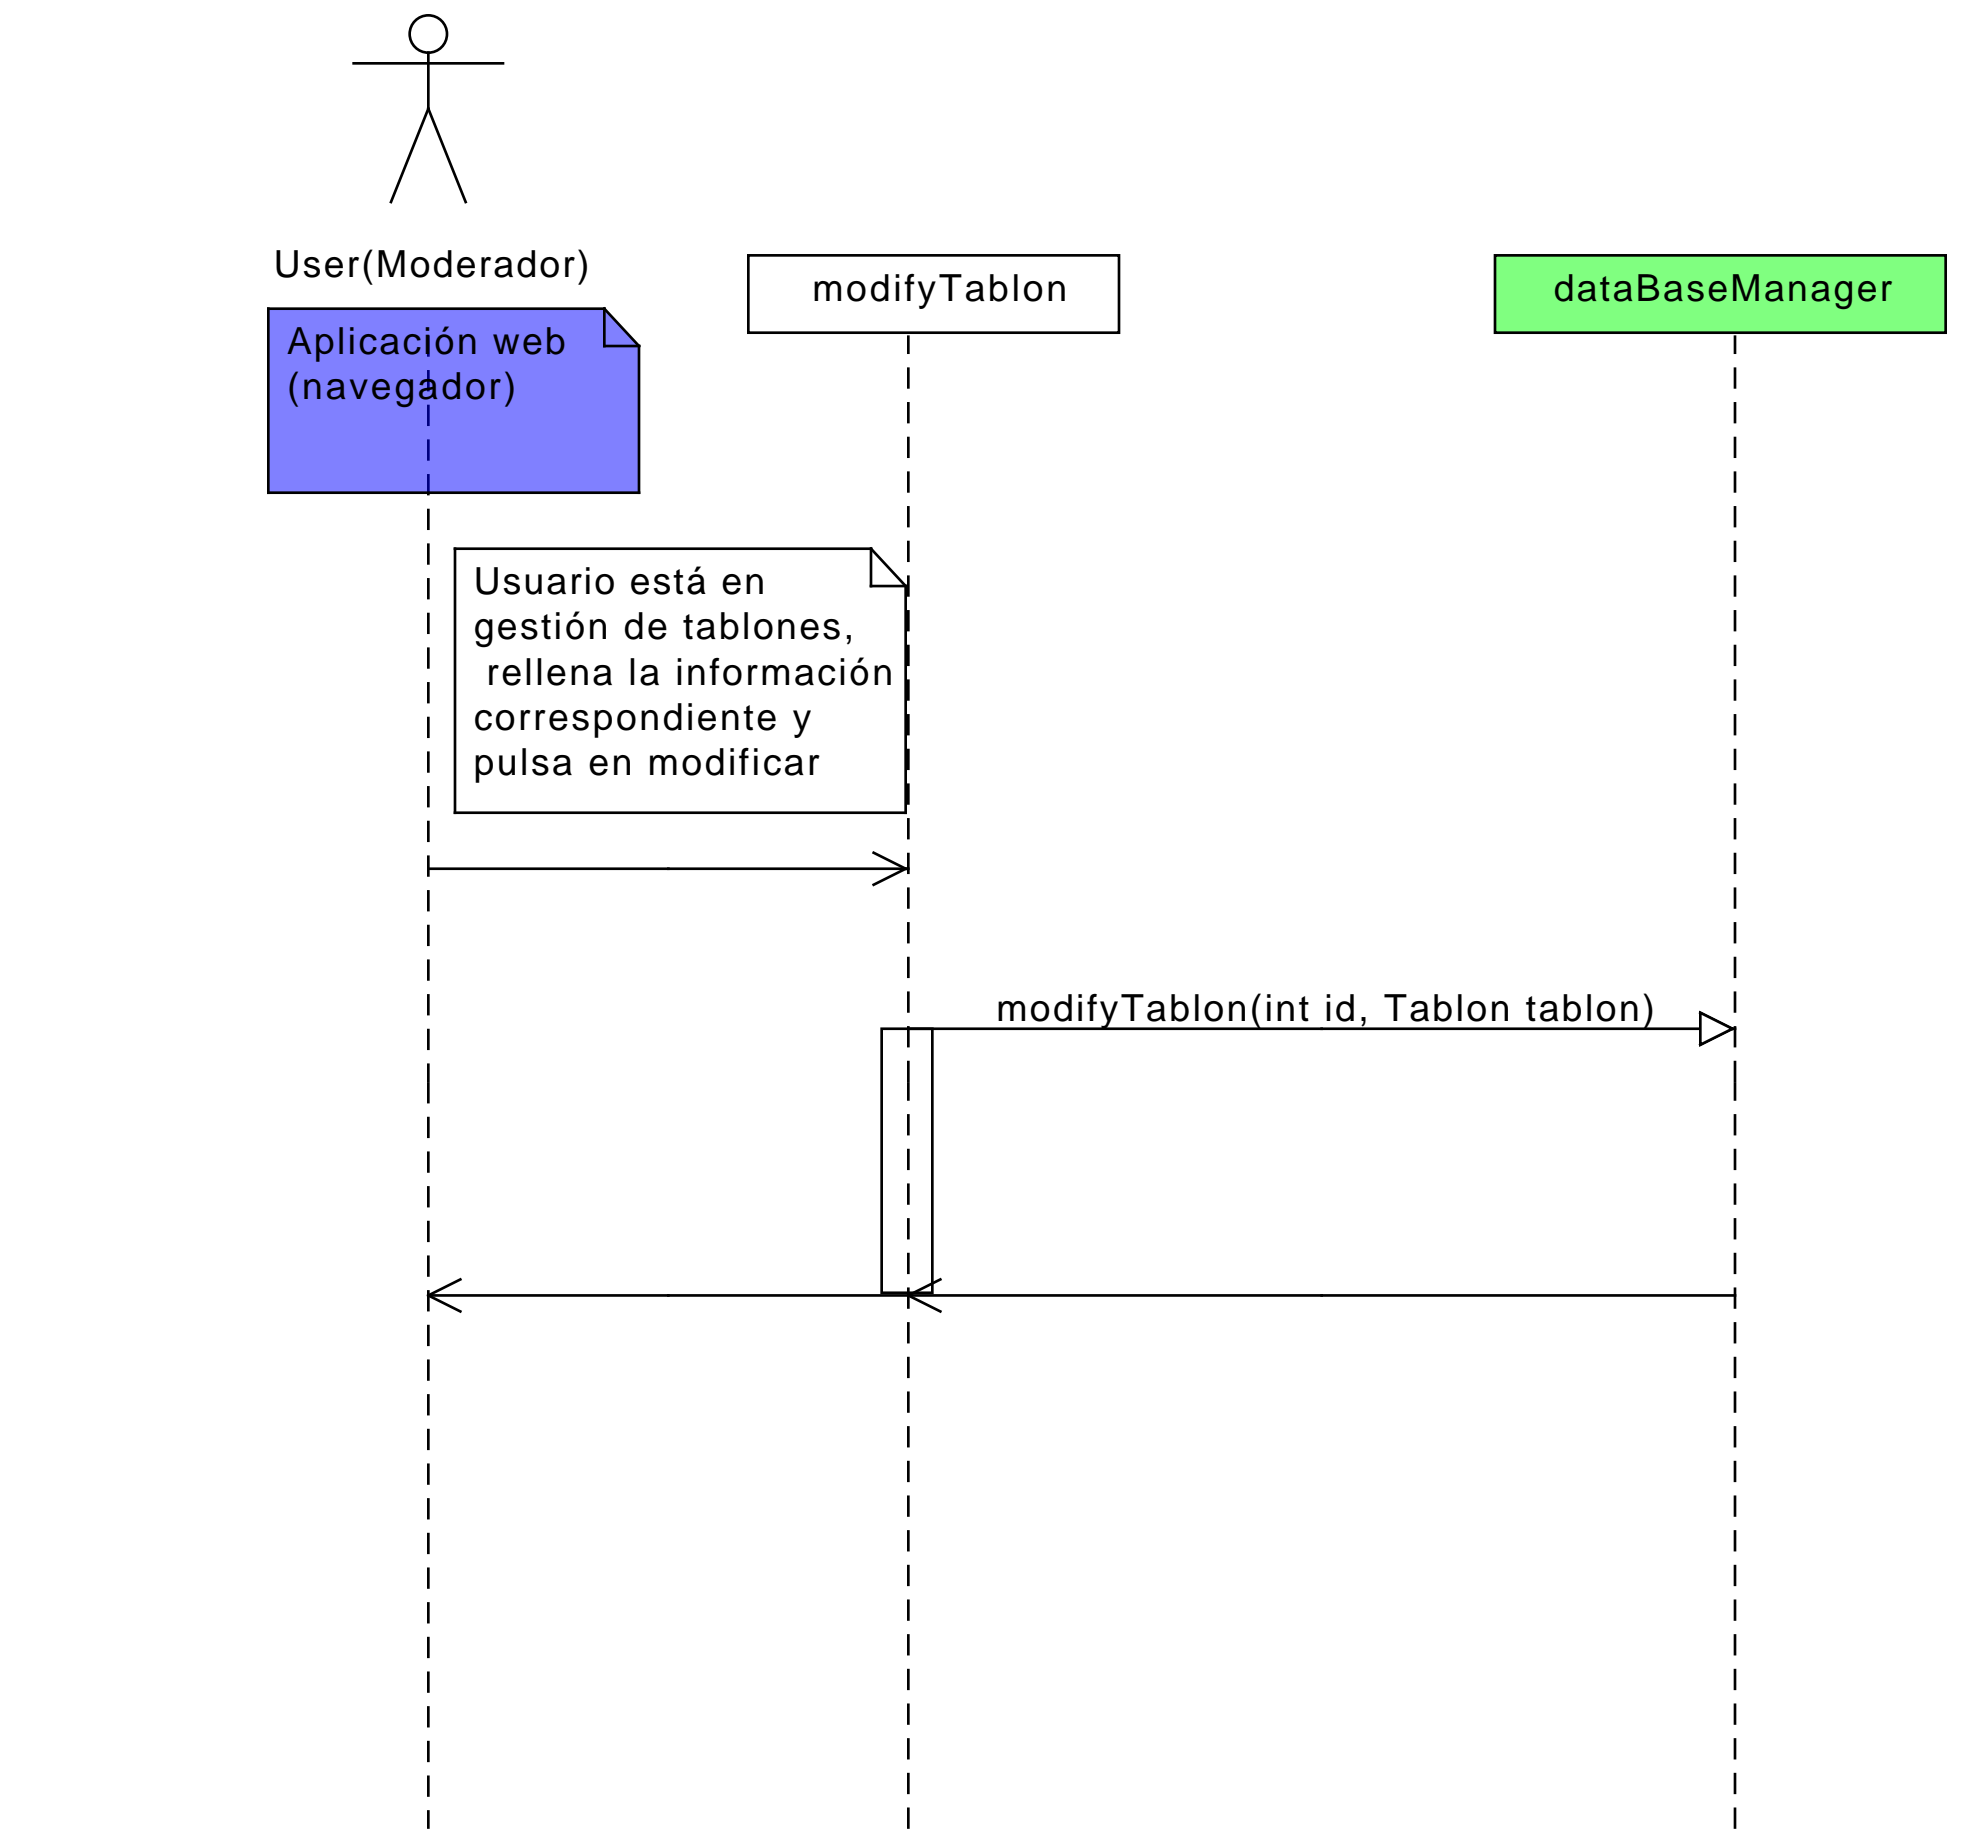 User(Moderador)
modifyTablon
dataBaseManager
Aplicación web
(navegador)
Usuario está en
gestión de tablones,
rellena la información
correspondiente y
pulsa en modificar
modifyTablon(int id, Tablon tablon)